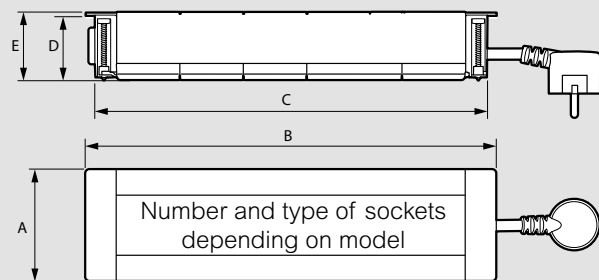 E
D
C
B
A
Number and type of sockets
depending on model